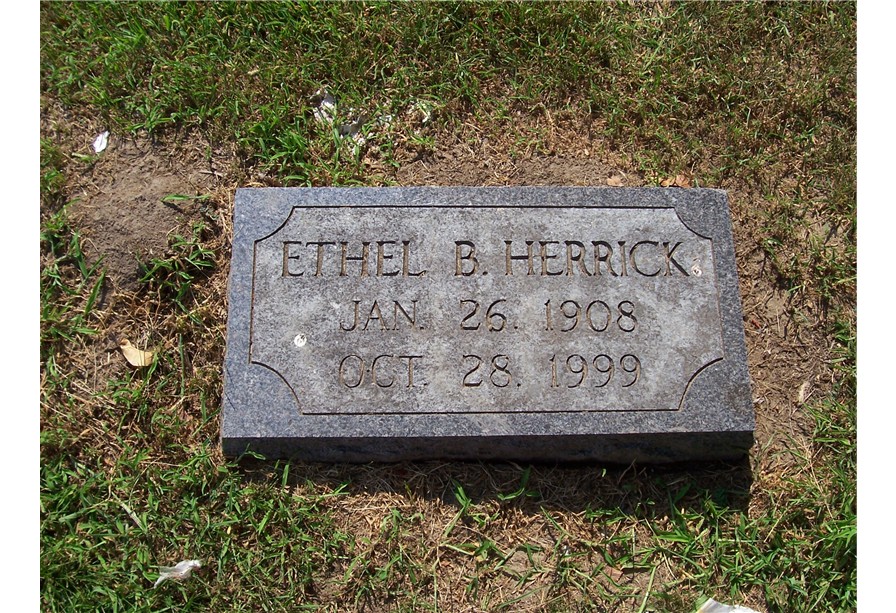 ETHEL B. HERRICK
JAN. 26. 1908
OCT. 28. 1999